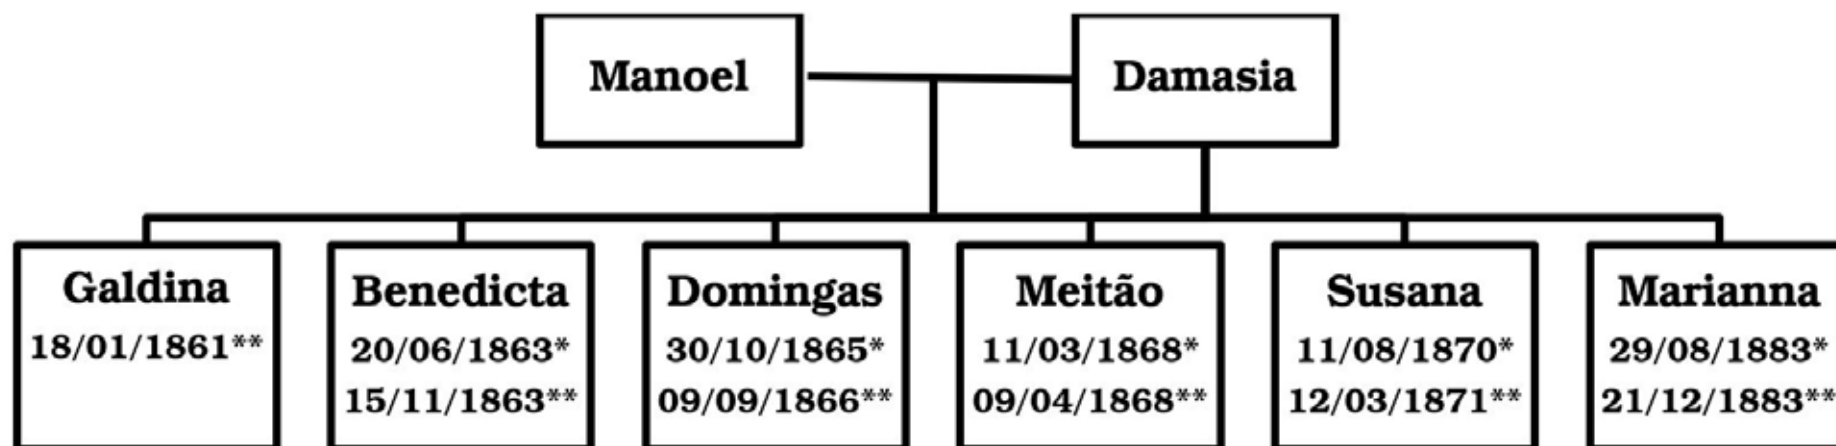 Manoel
Damasia
Galdina
18/01/1861**
Benedicta
20/06/1863*
15/11/1863**
Domingas
30/10/1865*
09/09/1866**
Meitão
11/03/1868*
09/04/1868**
Susana
11/08/1870*
12/03/1871**
Marianna
29/08/1883*
21/12/1883**